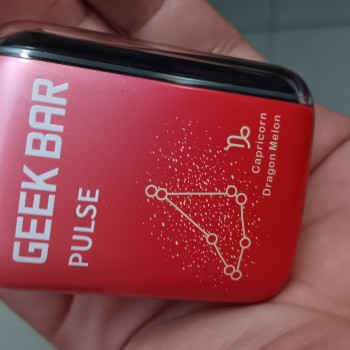 GEEK BAR
PULSE
Capricorn
Dragon Melon